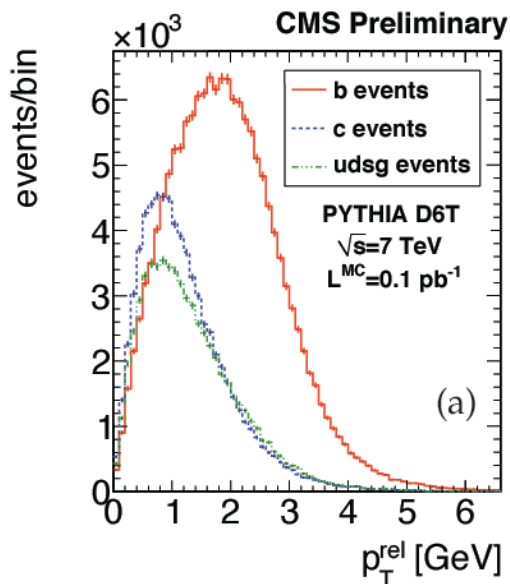 ×10³
CMS Preliminary
events/bin
6
5
4
3
2
1
0
b events
c events
udsg events
PYTHIA D6T
√s=7 TeV
L^MC=0.1 pb⁻¹
(a)
0 1 2 3 4 5 6
p_T^rel [GeV]